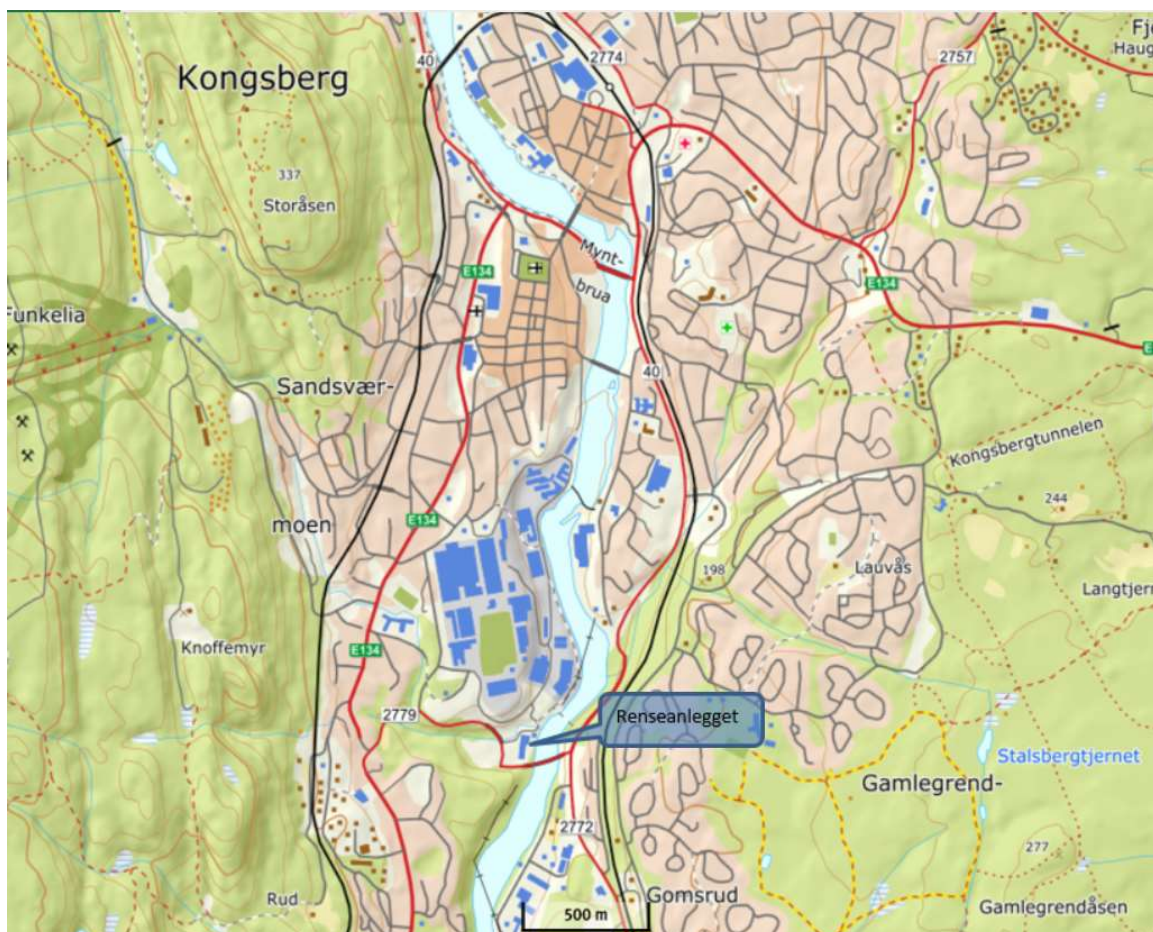 40
2774
2757
Fj
Haug
Kongsberg
337
Storåsen
E134
Mynt-
brua
E134
Funkelia
E
40
Sandsvær-
Kongsbergtunnelen
244
E134
moen
198
Lauvås
Langtjern
Knoffemyr
E134
2779
Renseanlegget
Stalsbergtjernet
Gamlegrend-
2772
277
Rud
Gomsrud
500 m
Gamlegrendåsen